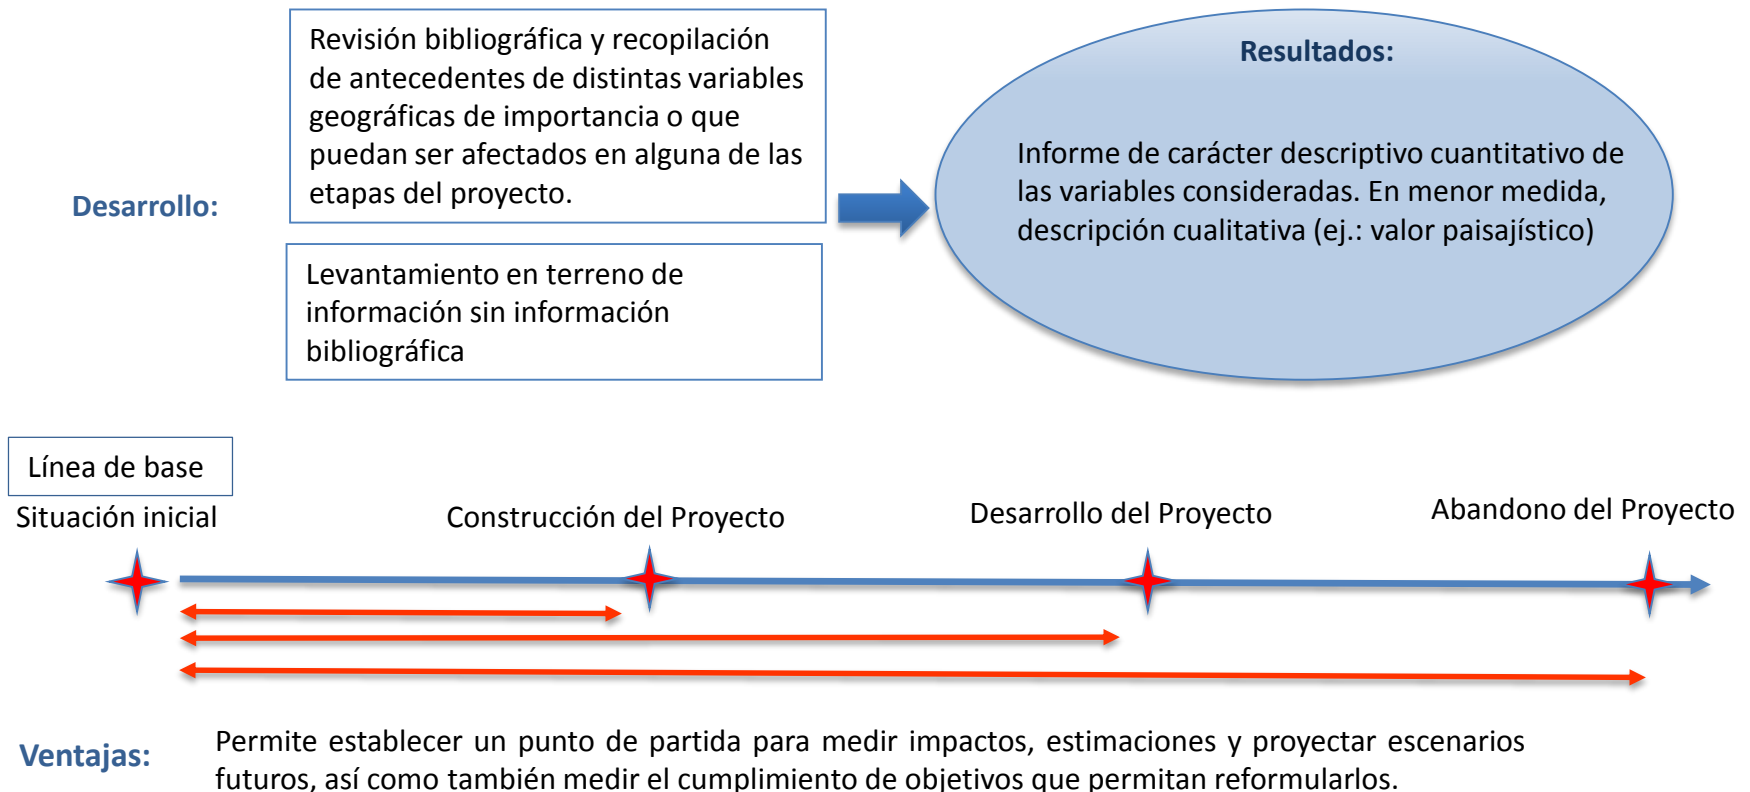 Desarrollo:
Revisión bibliográfica y recopilación
de antecedentes de distintas variables
geográficas de importancia o que
puedan ser afectados en alguna de las
etapas del proyecto.
Levantamiento en terreno de
información sin información
bibliográfica
Resultados:
Informe de carácter descriptivo cuantitativo de
las variables consideradas. En menor medida,
descripción cualitativa (ej.: valor paisajístico)
Línea de base
Situación inicial
Construcción del Proyecto
Desarrollo del Proyecto
Abandono del Proyecto
Ventajas:
Permite establecer un punto de partida para medir impactos, estimaciones y proyectar escenarios
futuros, así como también medir el cumplimiento de objetivos que permitan reformularlos.